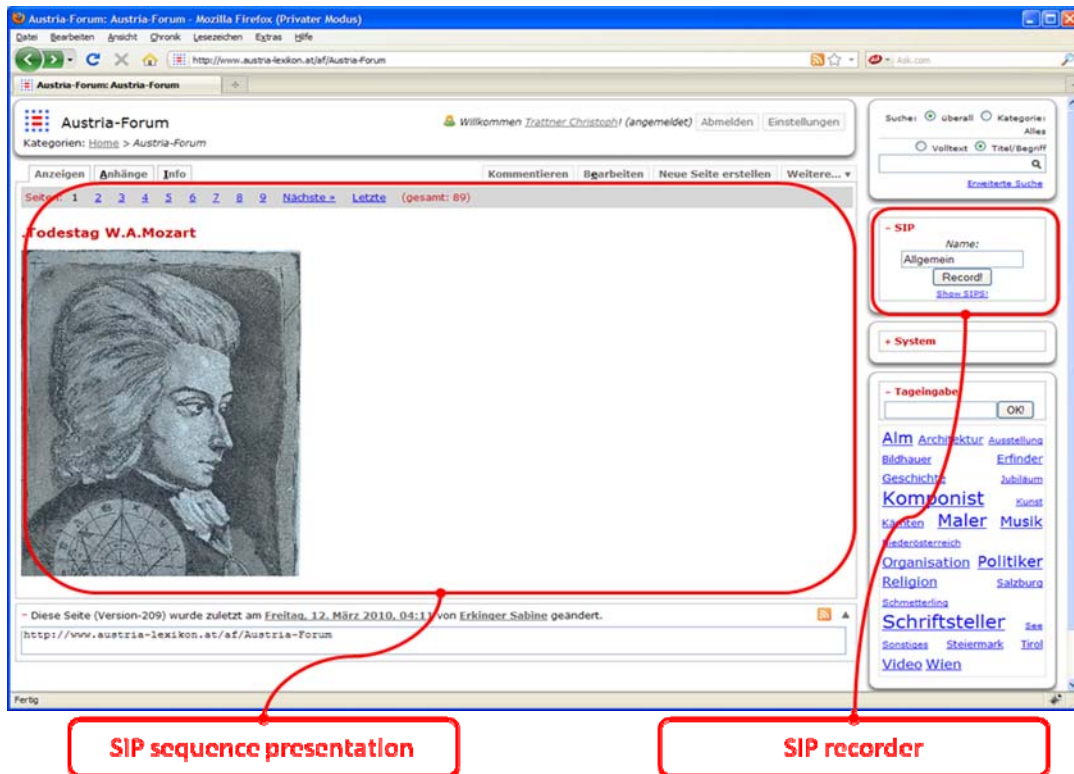 Austria-Forum: Austria-Forum - Mozilla Firefox (Privater Modus)
Datei Bearbeiten Ansicht Chronik Lesezeichen Extras Hilfe
http://www.austria-lexikon.at/af/Austria-Forum
Ask.com
Austria-Forum: Austria-Forum
Austria-Forum
Willkommen Trattner Christoph! (angemeldet) Abmelden Einstellungen
Kategorien: Home > Austria-Forum
Suche: überall Kategorie:
Alles
Volltext Titel/Begriff
Erweiterte Suche
Anzeigen Anhänge Info Kommentieren Bearbeiten Neue Seite erstellen Weitere... ▾
Seiten: 1 2 3 4 5 6 7 8 9 Nächste » Letzte (gesamt: 89)
.Todestag W.A.Mozart
- SIP
Name:
Allgemein
Record!
Show SIPS!
+ System
- Tageingabe
OK!
Alm Architektur Ausstellung
Bildhauer Erfinder
Geschichte Jubiläum
Komponist Kunst
Kärnten Maler Musik
Niederösterreich
Organisation Politiker
Religion Salzburg
Schmetterling
Schriftsteller See
Sonstiges Steiermark Tirol
Video Wien
- Diese Seite (Version-209) wurde zuletzt am Freitag, 12. März 2010, 04:11 von Erkinger Sabine geändert.
http://www.austria-lexikon.at/af/Austria-Forum
Fertig
SIP sequence presentation
SIP recorder